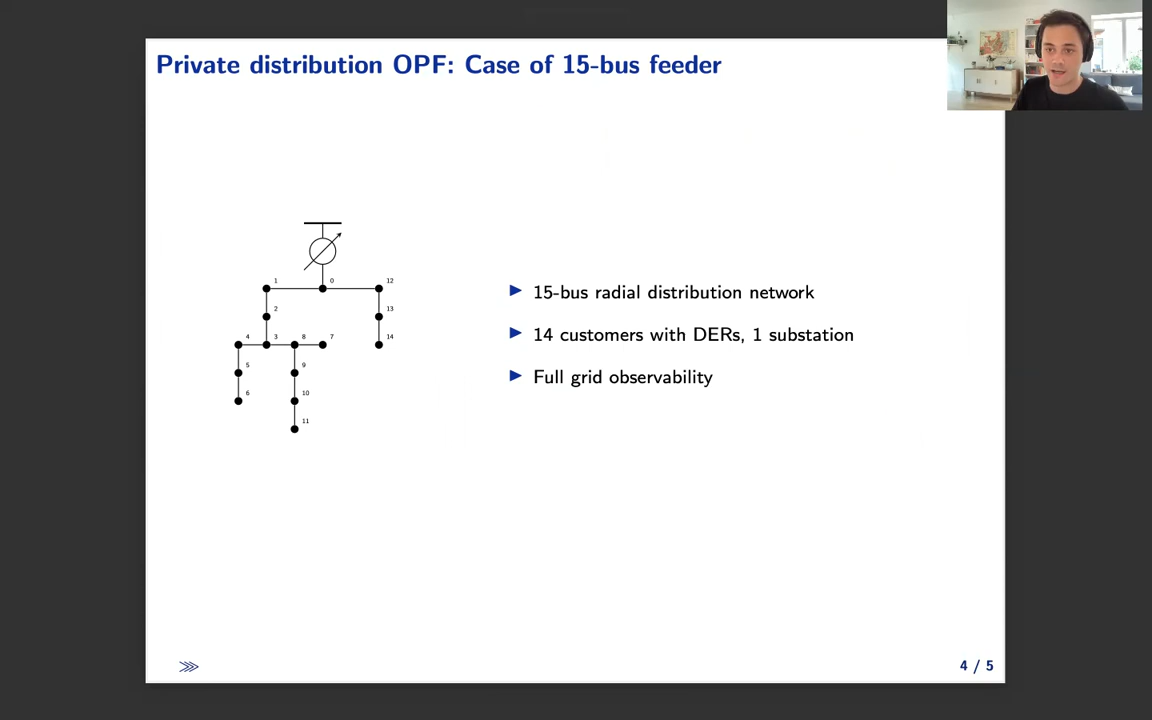 Private distribution OPF: Case of 15-bus feeder
1 0 12
2 13
4 3 8 7 14
5 9
6 10
11
▶ 15-bus radial distribution network
▶ 14 customers with DERs, 1 substation
▶ Full grid observability
4 / 5